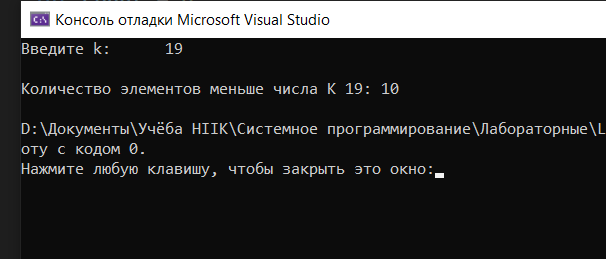 Консоль отладки Microsoft Visual Studio
Введите k: 19
Количество элементов меньше числа K 19: 10
D:\Документы\Учёба HIIK\Системное программирование\Лабораторные\L
оту с кодом 0.
Нажмите любую клавишу, чтобы закрыть это окно: